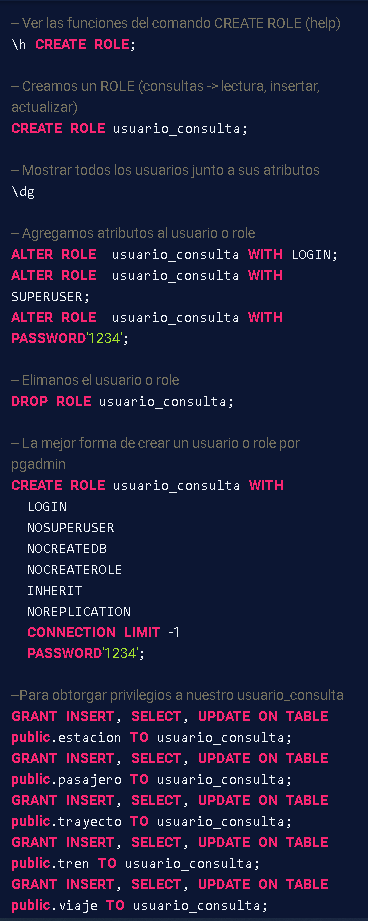 – Ver las funciones del comando CREATE ROLE (help)
\h CREATE ROLE;
– Creamos un ROLE (consultas -> lectura, insertar,
actualizar)
CREATE ROLE usuario_consulta;
– Mostrar todos los usuarios junto a sus atributos
\dg
– Agregamos atributos al usuario o role
ALTER ROLE  usuario_consulta WITH LOGIN;
ALTER ROLE  usuario_consulta WITH
SUPERUSER;
ALTER ROLE  usuario_consulta WITH
PASSWORD'1234';
– Elimanos el usuario o role
DROP ROLE usuario_consulta;
– La mejor forma de crear un usuario o role por
pgadmin
CREATE ROLE usuario_consulta WITH
LOGIN
NOSUPERUSER
NOCREATEDB
NOCREATEROLE
INHERIT
NOREPLICATION
CONNECTION LIMIT -1
PASSWORD'1234';
–Para obtorgar privilegios a nuestro usuario_consulta
GRANT INSERT, SELECT, UPDATE ON TABLE
public.estacion TO usuario_consulta;
GRANT INSERT, SELECT, UPDATE ON TABLE
public.pasajero TO usuario_consulta;
GRANT INSERT, SELECT, UPDATE ON TABLE
public.trayecto TO usuario_consulta;
GRANT INSERT, SELECT, UPDATE ON TABLE
public.tren TO usuario_consulta;
GRANT INSERT, SELECT, UPDATE ON TABLE
public.viaje TO usuario_consulta;